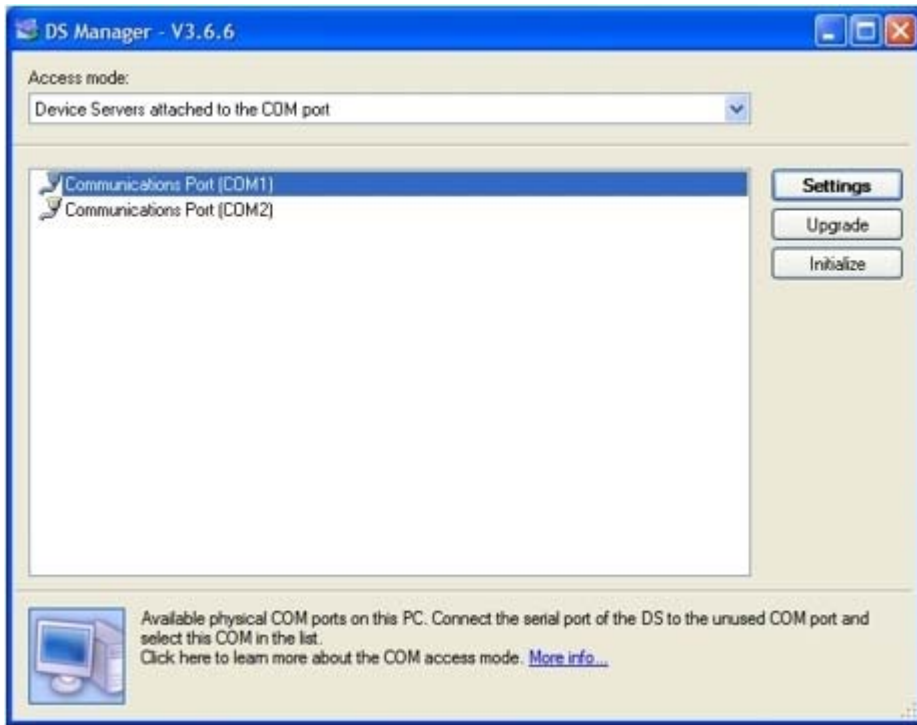 DS Manager - V3.6.6
Access mode:
Device Servers attached to the COM port
Communications Port (COM1)
Communications Port (COM2)
Settings
Upgrade
Initialize
Available physical COM ports on this PC. Connect the serial port of the DS to the unused COM port and
select this COM in the list.
Click here to learn more about the COM access mode. More info...